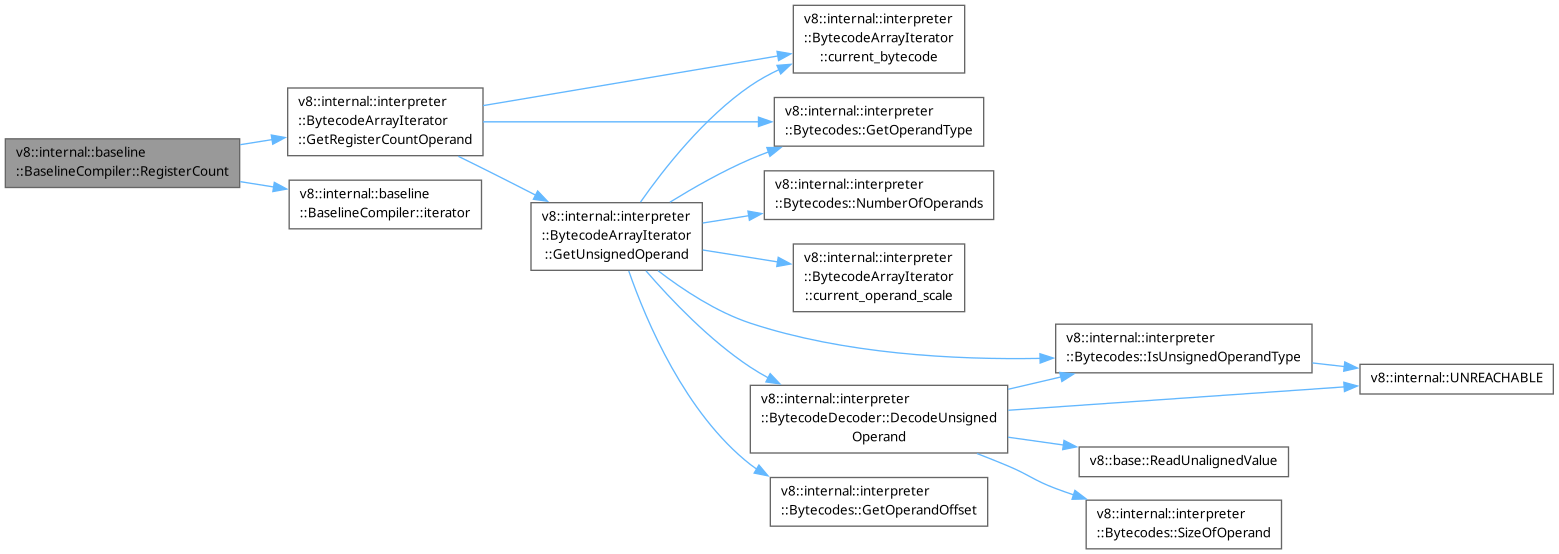 v8::internal::baseline
::BaselineCompiler::RegisterCount
v8::internal::interpreter
::BytecodeArrayIterator
::GetRegisterCountOperand
v8::internal::baseline
::BaselineCompiler::iterator
v8::internal::interpreter
::BytecodeArrayIterator
::GetUnsignedOperand
v8::internal::interpreter
::BytecodeArrayIterator
::current_bytecode
v8::internal::interpreter
::Bytecodes::GetOperandType
v8::internal::interpreter
::Bytecodes::NumberOfOperands
v8::internal::interpreter
::BytecodeArrayIterator
::current_operand_scale
v8::internal::interpreter
::BytecodeDecoder::DecodeUnsigned
Operand
v8::internal::interpreter
::Bytecodes::GetOperandOffset
v8::internal::interpreter
::Bytecodes::IsUnsignedOperandType
v8::internal::UNREACHABLE
v8::base::ReadUnalignedValue
v8::internal::interpreter
::Bytecodes::SizeOfOperand